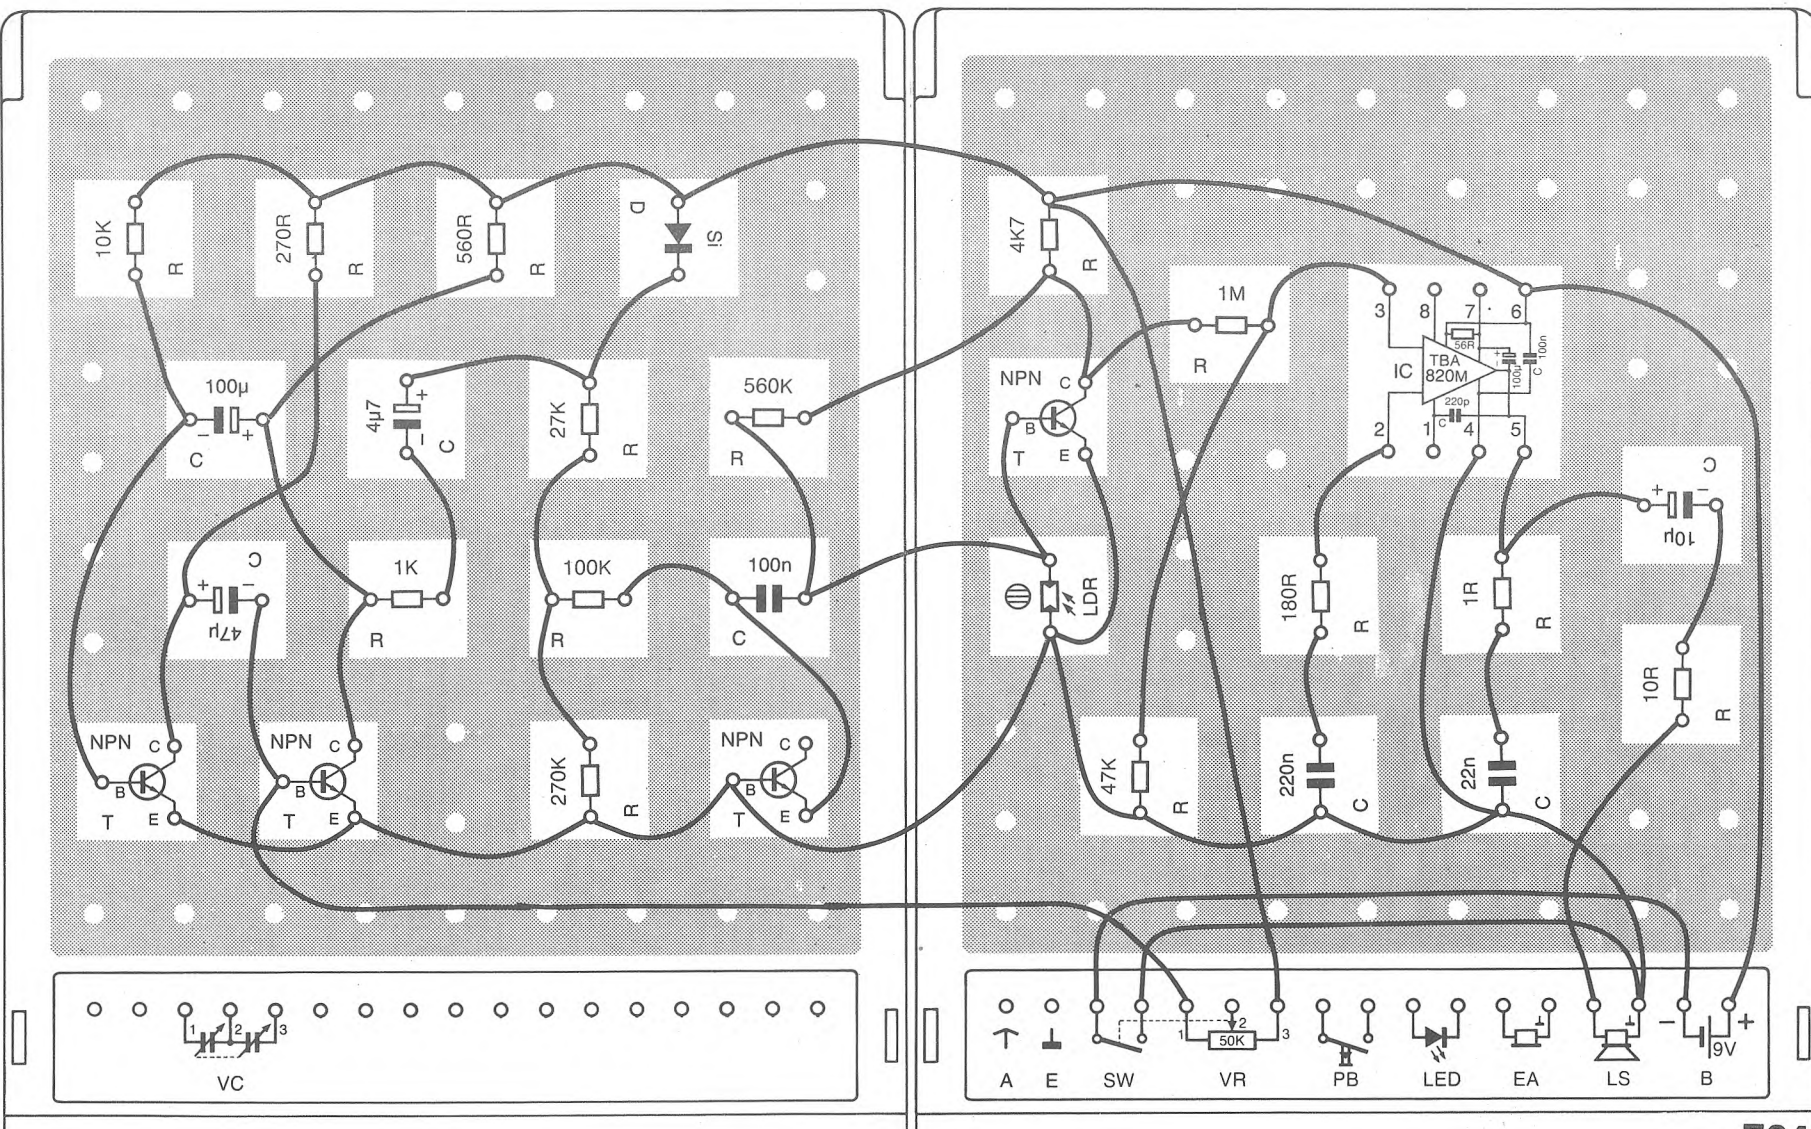 10K
R
270R
R
560R
R
D
Si
4K7
R
1M
R
3
8
7
6
56R
TBA
820M
IC
100µ
+
-
C
100n
220p
C
2
1
4
5
100µ
-
+
C
4µ7
+
-
C
27K
R
560K
R
NPN
C
B
E
T
C
+
-
10µ
C
+
-
47µ
1K
R
100K
R
100n
C
LDR
180R
R
1R
R
10R
R
NPN
C
B
E
T
NPN
C
B
E
T
270K
R
NPN
C
B
E
T
47K
R
220n
C
22n
C
1
2
3
VC
A
E
SW
1
2
3
50K
VR
PB
LED
EA
LS
-
+
9V
B